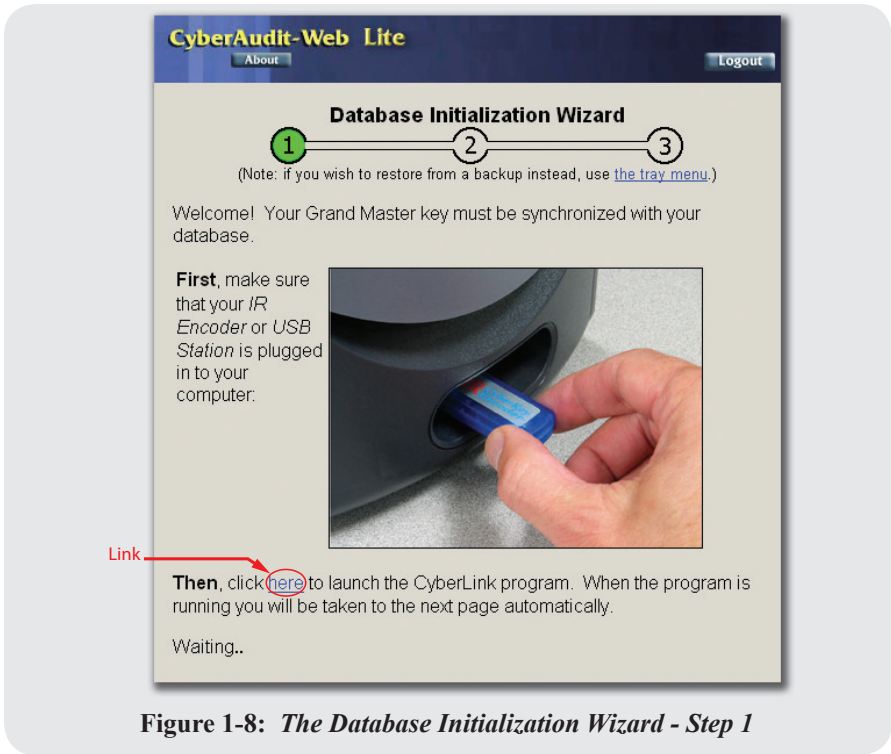 CyberAudit-Web Lite
About
Logout
Database Initialization Wizard
1 2 3
(Note: if you wish to restore from a backup instead, use the tray menu.)
Welcome! Your Grand Master key must be synchronized with your
database.
First, make sure
that your IR
Encoder or USB
Station is plugged
in to your
computer:
CyberKey
Encoder
Link
Then, click here to launch the CyberLink program. When the program is
running you will be taken to the next page automatically.
Waiting..
Figure 1-8: The Database Initialization Wizard - Step 1